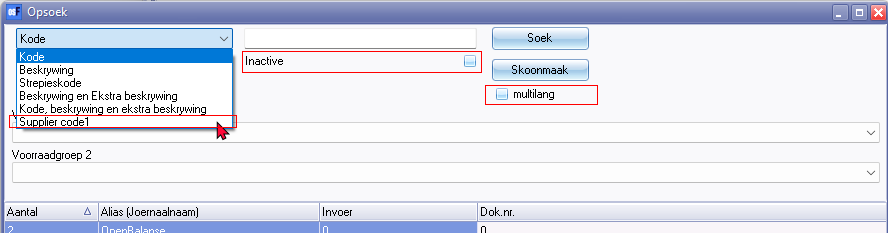 Opsoek
Kode
Soek
Kode
Inactive
Beskrywing
Skoonmaak
Strepieskode
Beskrywing en Ekstra beskrywing
multilang
Kode, beskrywing en ekstra beskrywing
Supplier code1
Voorraadgroep 2
Aantal Alias (Joernaalnaam) Invoer Dok.nr.
2 OpenBalanse 0 0